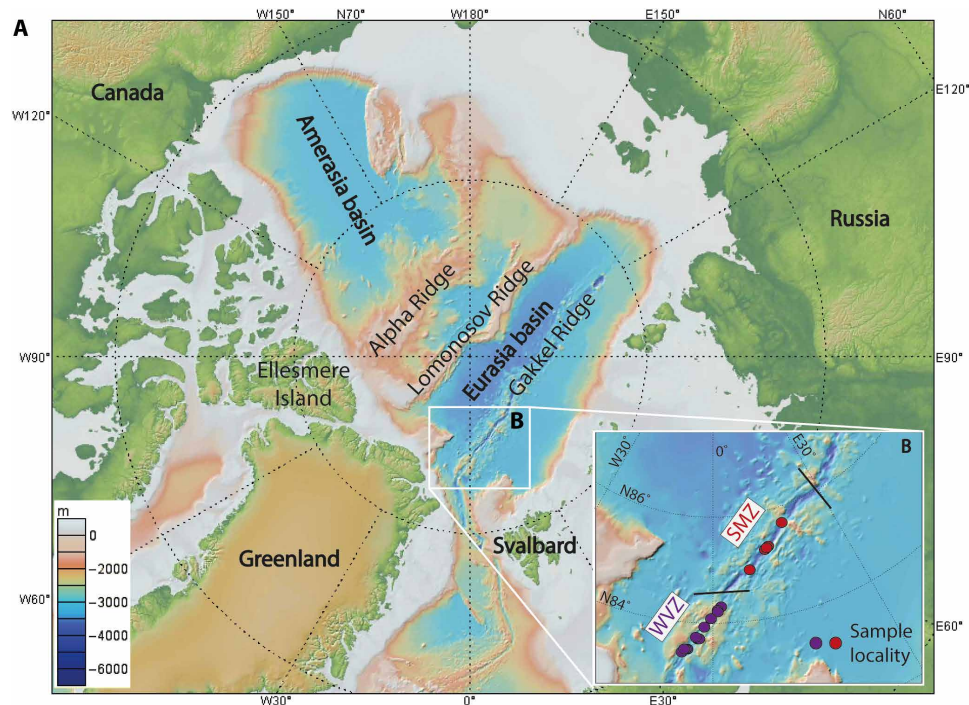 A
W150°
N70°
W180°
E150°
N60°
Canada
W120°
E120°
Amerasia basin
Russia
Alpha Ridge
Lomonosov Ridge
Eurasia basin
Gakkel Ridge
W90°
E90°
Ellesmere
Island
B
W30°
0°
E30°
B
N86°
SMZ
m
0
−2000
−3000
−4000
−6000
Greenland
Svalbard
N84°
WVZ
Sample
locality
W60°
E60°
W30°
0°
E30°